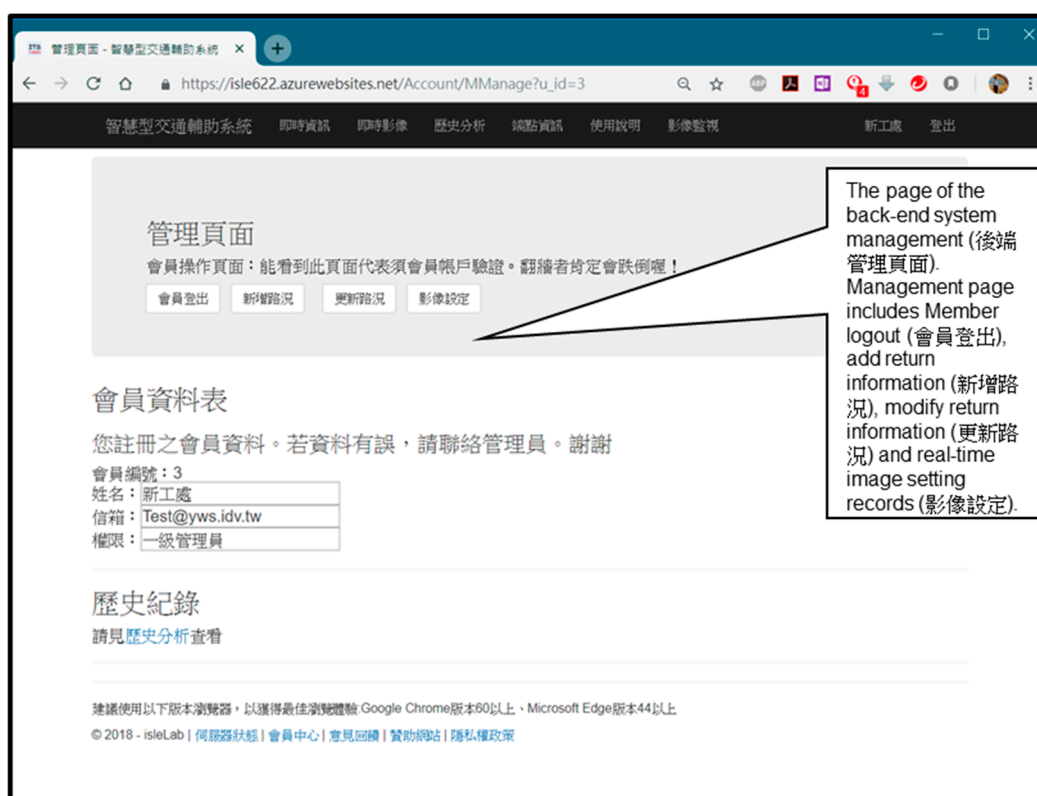 ITS 管理頁面 - 智慧型交通輔助系統
https://isle622.azurewebsites.net/Account/MManage?u_id=3
ABP
4
智慧型交通輔助系統 即時資訊 即時影像 歷史分析 端點資訊 使用說明 影像監視 新工處 登出
管理頁面
會員操作頁面：能看到此頁面代表須會員帳戶驗證。翻牆者肯定會跌倒喔！
會員登出 新增路況 更新路況 影像設定
The page of the
back-end system
management (後端
管理頁面).
Management page
includes Member
logout (會員登出),
add return
information (新增路
況), modify return
information (更新路
況) and real-time
image setting
records (影像設定).
會員資料表
您註冊之會員資料。若資料有誤，請聯絡管理員。謝謝
會員編號：3
姓名：新工處
信箱：Test@yws.idv.tw
權限：一級管理員
歷史紀錄
請見歷史分析查看
建議使用以下版本瀏覽器，以獲得最佳瀏覽體驗:Google Chrome版本60以上、Microsoft Edge版本44以上
© 2018 - isleLab | 伺服器狀態 | 會員中心 | 意見回饋 | 贊助網站 | 隱私權政策